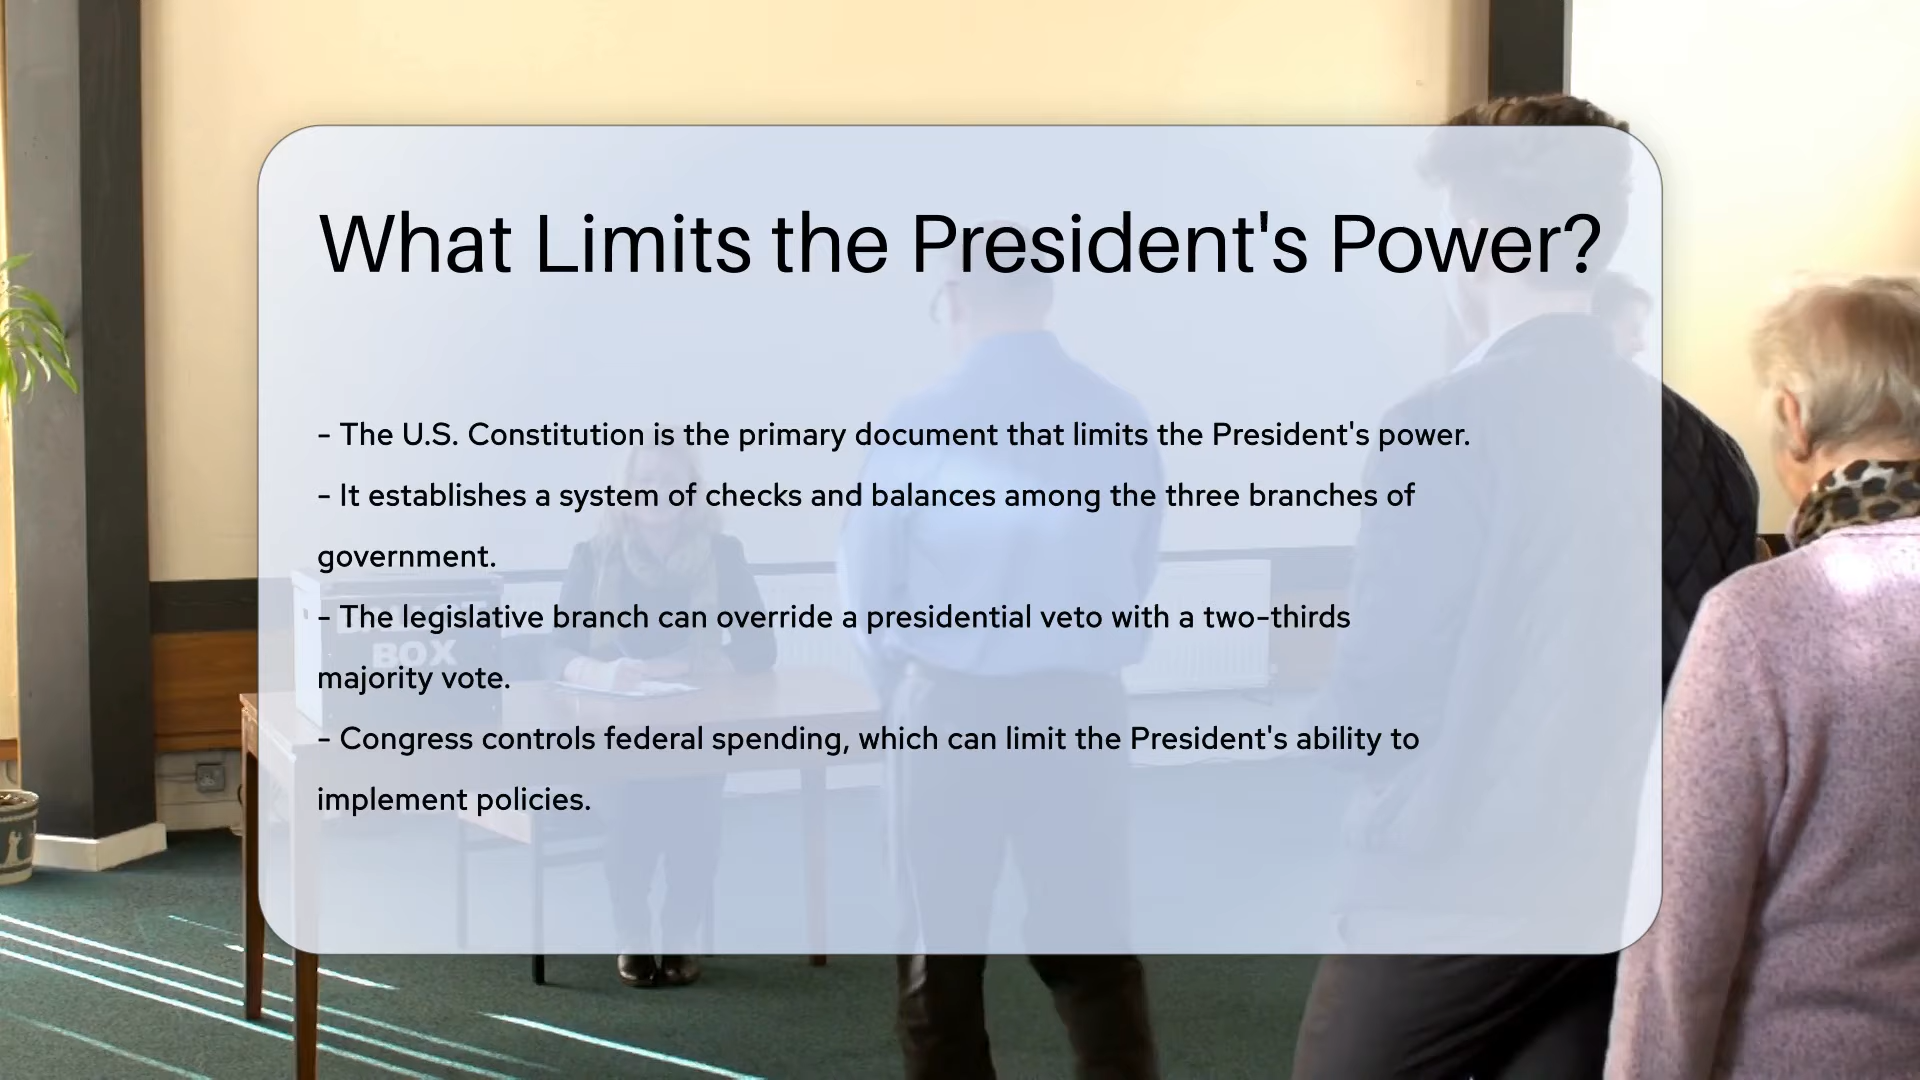 What Limits the President's Power?
- The U.S. Constitution is the primary document that limits the President's power.
- It establishes a system of checks and balances among the three branches of
government.
- The legislative branch can override a presidential veto with a two-thirds
majority vote.
BOX
- Congress controls federal spending, which can limit the President's ability to
implement policies.